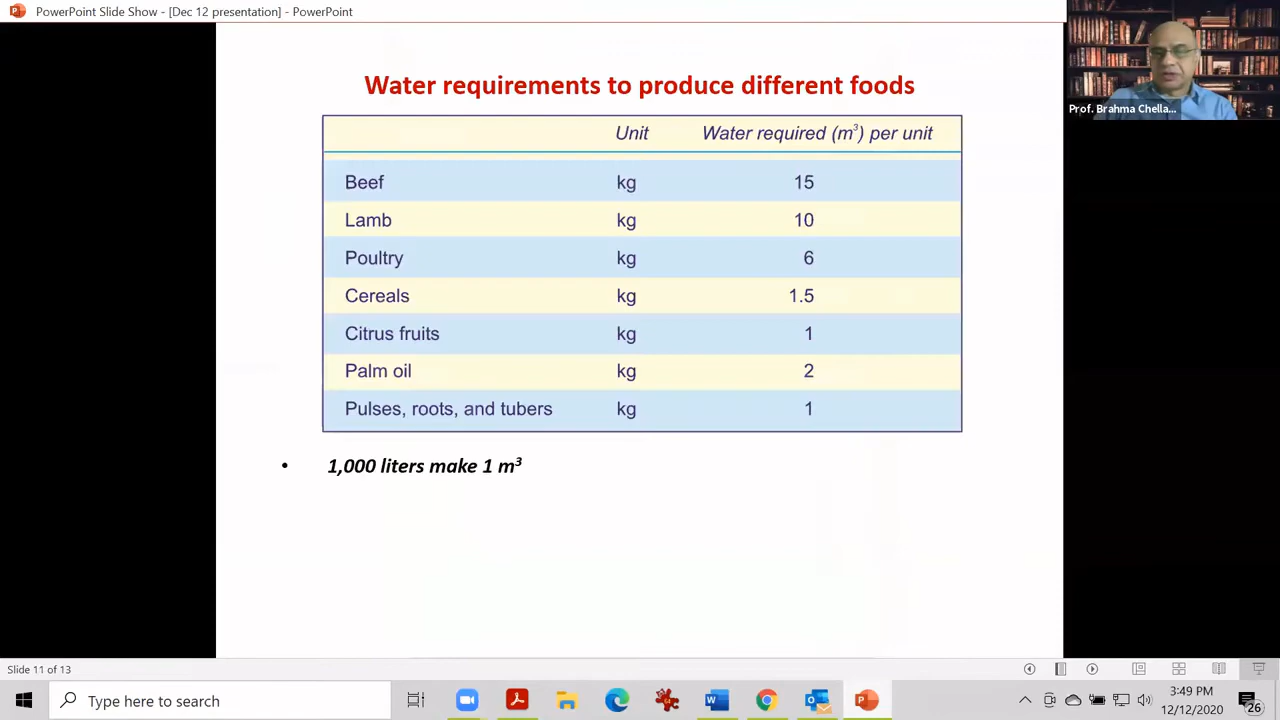 PowerPoint Slide Show - [Dec 12 presentation] - PowerPoint
Prof. Brahma Chella...
Water requirements to produce different foods
Unit Water required (m³) per unit
Beef kg 15
Lamb kg 10
Poultry kg 6
Cereals kg 1.5
Citrus fruits kg 1
Palm oil kg 2
Pulses, roots, and tubers kg 1
• 1,000 liters make 1 m³
Slide 11 of 13
Type here to search
3:49 PM
12/12/2020
26